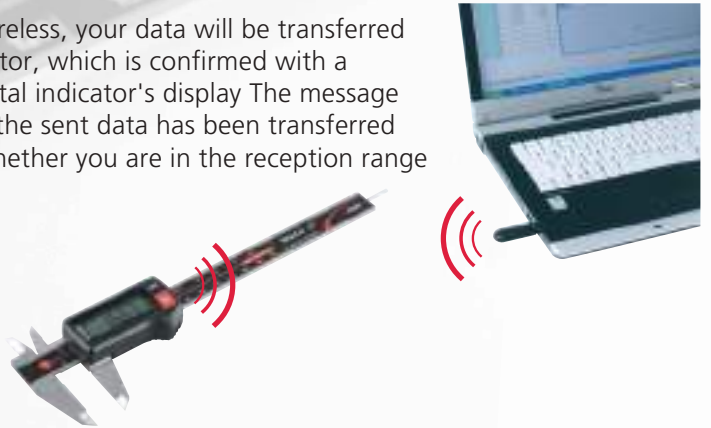 reless, your data will be transferred
tor, which is confirmed with a
tal indicator's display The message
the sent data has been transferred
hether you are in the reception range